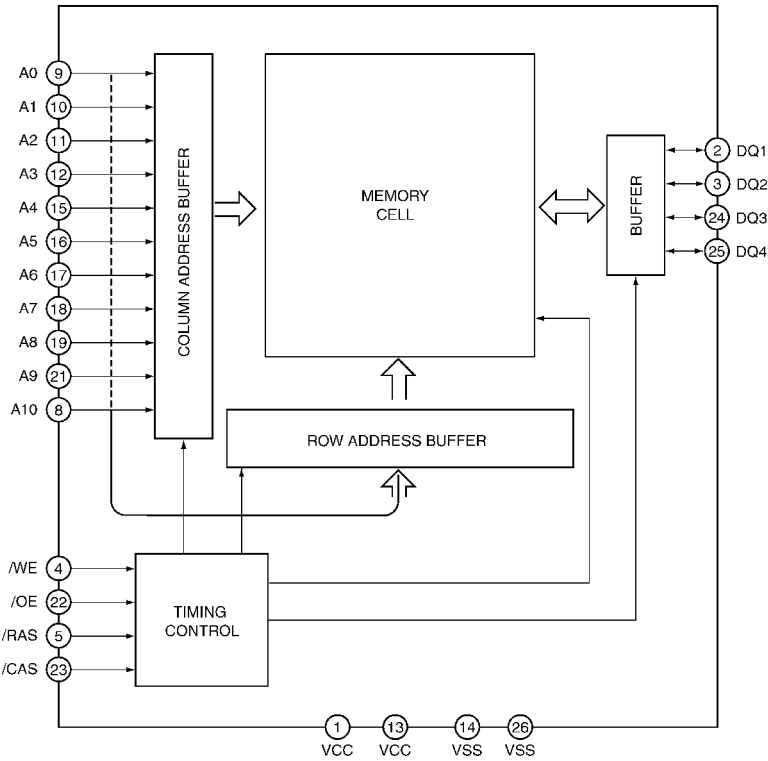 A0 9
A1 10
A2 11
A3 12
A4 15
A5 16
A6 17
A7 18
A8 19
A9 21
A10 8
COLUMN ADDRESS BUFFER
MEMORY
CELL
BUFFER
2 DQ1
3 DQ2
24 DQ3
25 DQ4
ROW ADDRESS BUFFER
/WE 4
/OE 22
/RAS 5
/CAS 23
TIMING
CONTROL
1 13 14 26
VCC VCC VSS VSS